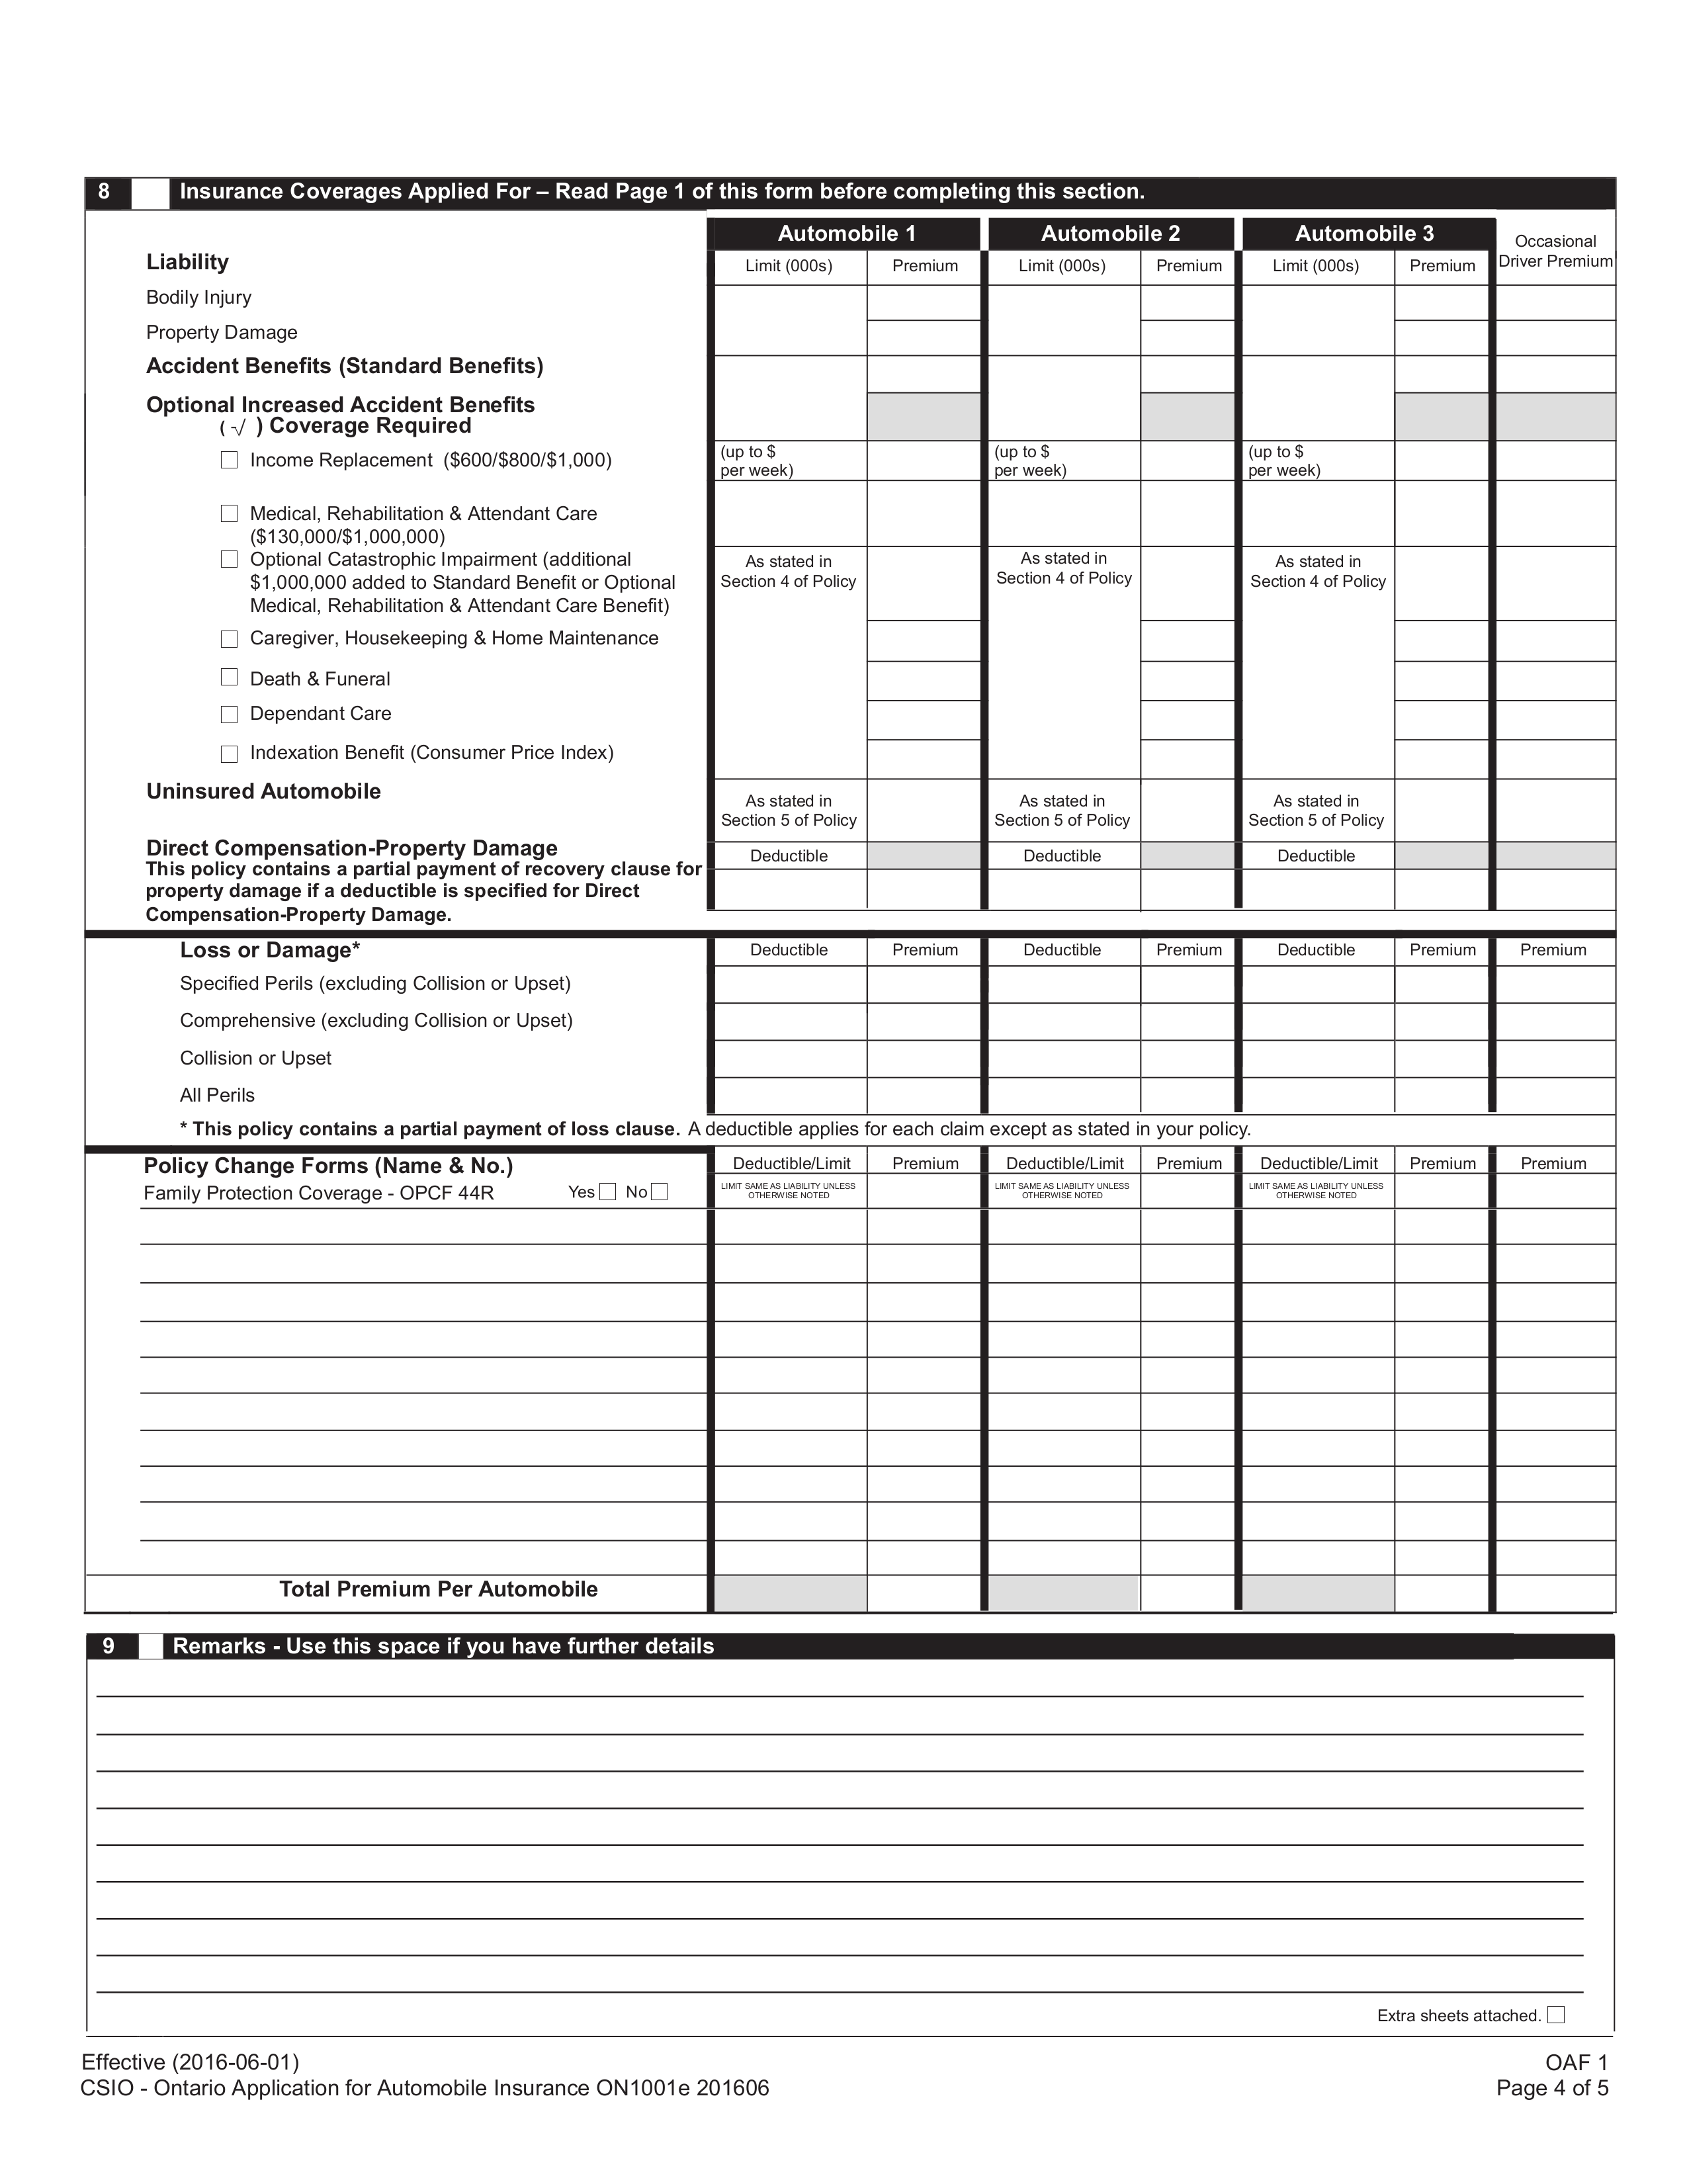 8 Insurance Coverages Applied For – Read Page 1 of this form before completing this section.
Automobile 1 Automobile 2 Automobile 3 Occasional
Driver Premium
Liability Limit (000s) Premium Limit (000s) Premium Limit (000s) Premium
Bodily Injury
Property Damage
Accident Benefits (Standard Benefits)
Optional Increased Accident Benefits
( √ ) Coverage Required
Income Replacement ($600/$800/$1,000) (up to $ (up to $ (up to $
per week) per week) per week)
Medical, Rehabilitation & Attendant Care
($130,000/$1,000,000)
Optional Catastrophic Impairment (additional As stated in As stated in As stated in
$1,000,000 added to Standard Benefit or Optional Section 4 of Policy Section 4 of Policy Section 4 of Policy
Medical, Rehabilitation & Attendant Care Benefit)
Caregiver, Housekeeping & Home Maintenance
Death & Funeral
Dependant Care
Indexation Benefit (Consumer Price Index)
Uninsured Automobile As stated in As stated in As stated in
Section 5 of Policy Section 5 of Policy Section 5 of Policy
Direct Compensation-Property Damage Deductible Deductible Deductible
This policy contains a partial payment of recovery clause for
property damage if a deductible is specified for Direct
Compensation-Property Damage.
Loss or Damage* Deductible Premium Deductible Premium Deductible Premium Premium
Specified Perils (excluding Collision or Upset)
Comprehensive (excluding Collision or Upset)
Collision or Upset
All Perils
* This policy contains a partial payment of loss clause. A deductible applies for each claim except as stated in your policy.
Policy Change Forms (Name & No.) Deductible/Limit Premium Deductible/Limit Premium Deductible/Limit Premium Premium
Family Protection Coverage - OPCF 44R Yes No LIMIT SAME AS LIABILITY UNLESS LIMIT SAME AS LIABILITY UNLESS LIMIT SAME AS LIABILITY UNLESS
OTHERWISE NOTED OTHERWISE NOTED OTHERWISE NOTED
Total Premium Per Automobile
9 Remarks - Use this space if you have further details
Extra sheets attached.
Effective (2016-06-01) OAF 1
CSIO - Ontario Application for Automobile Insurance ON1001e 201606 Page 4 of 5